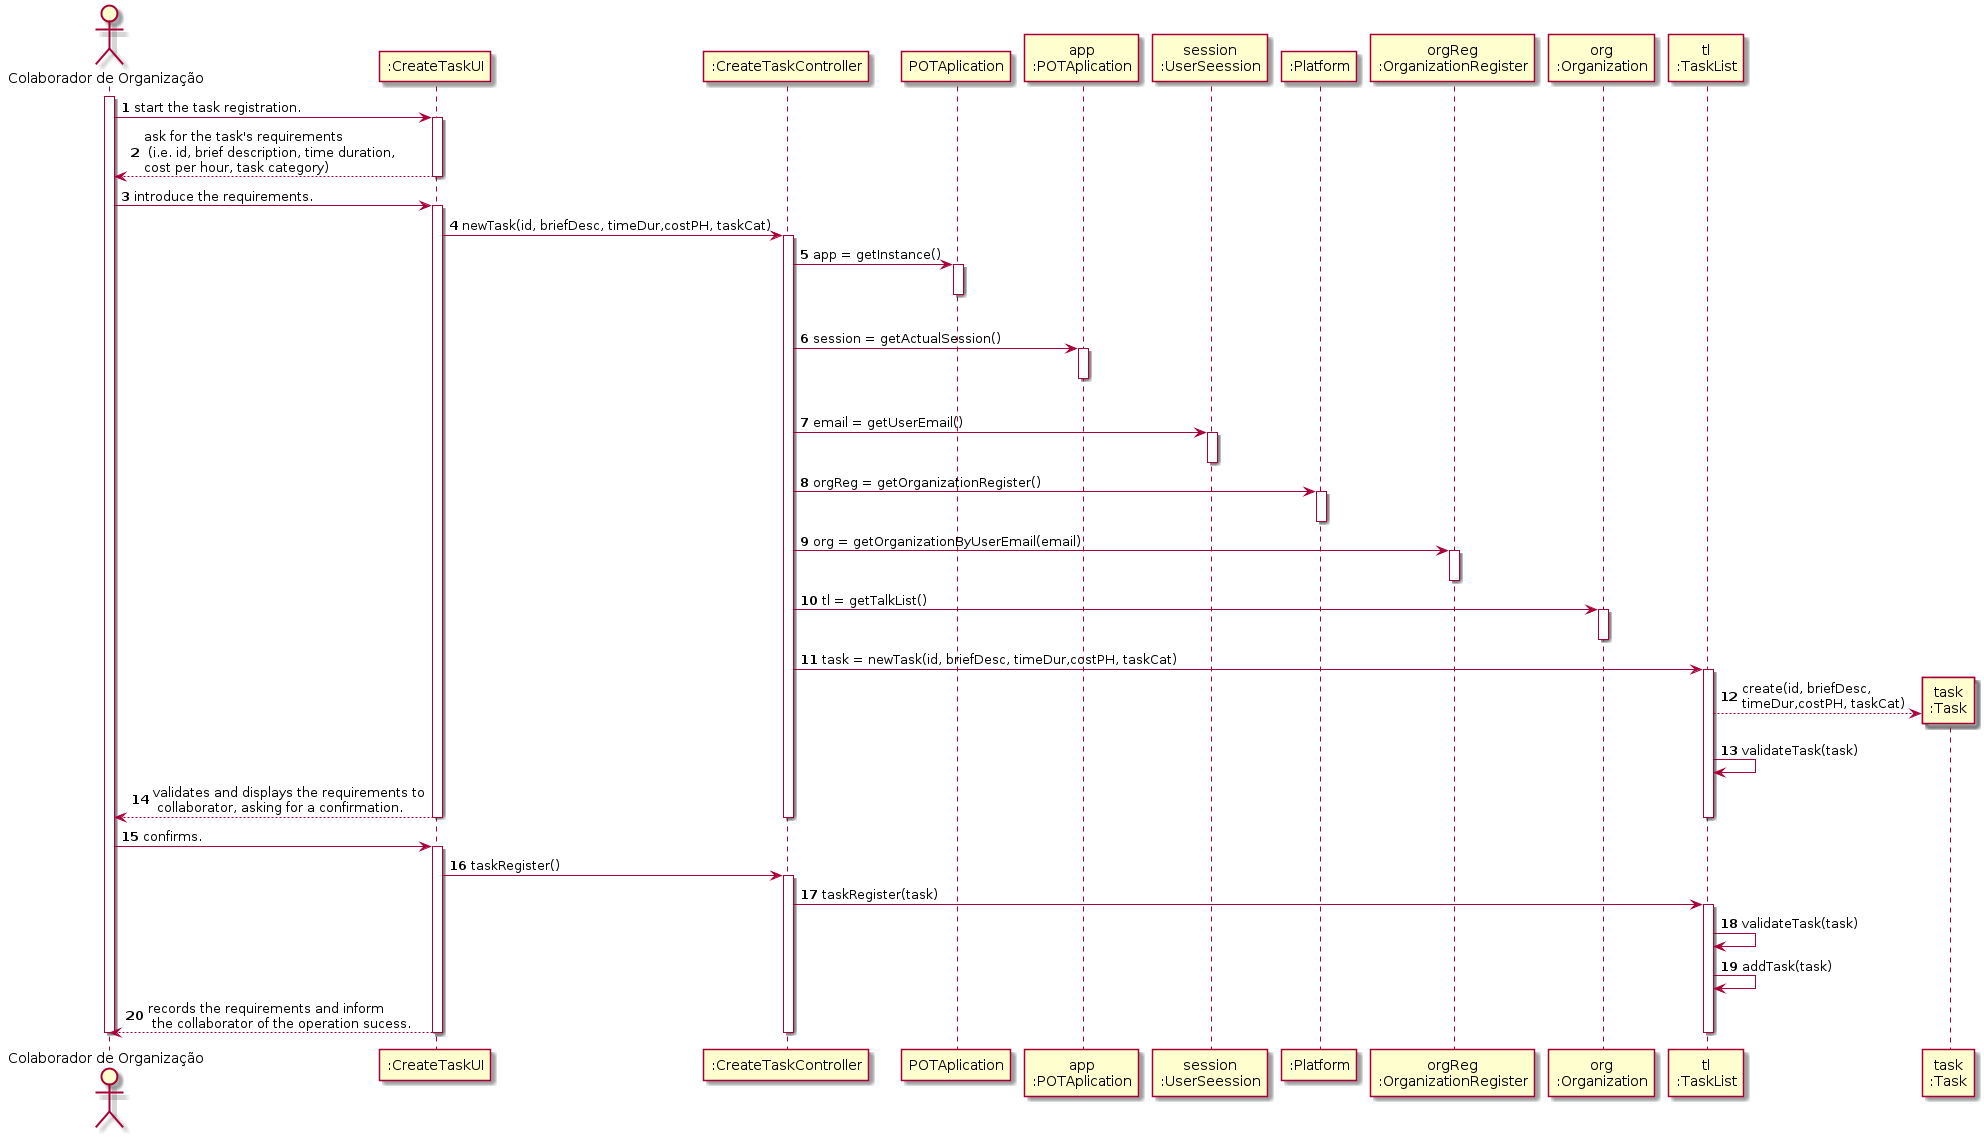 Colaborador de Organização
:CreateTaskUI
:CreateTaskController
POTAplication
app
:POTAplication
session
:UserSeession
:Platform
orgReg
:OrganizationRegister
org
:Organization
tl
:TaskList
1 start the task registration.
ask for the task's requirements
2 (i.e. id, brief description, time duration,
cost per hour, task category)
3 introduce the requirements.
4 newTask(id, briefDesc, timeDur,costPH, taskCat)
5 app = getInstance()
6 session = getActualSession()
7 email = getUserEmail()
8 orgReg = getOrganizationRegister()
9 org = getOrganizationByUserEmail(email)
10 tl = getTalkList()
11 task = newTask(id, briefDesc, timeDur,costPH, taskCat)
12 create(id, briefDesc,
timeDur,costPH, taskCat)
task
:Task
13 validateTask(task)
14 validates and displays the requirements to
collaborator, asking for a confirmation.
15 confirms.
16 taskRegister()
17 taskRegister(task)
18 validateTask(task)
19 addTask(task)
20 records the requirements and inform
the collaborator of the operation sucess.
Colaborador de Organização
:CreateTaskUI
:CreateTaskController
POTAplication
app
:POTAplication
session
:UserSeession
:Platform
orgReg
:OrganizationRegister
org
:Organization
tl
:TaskList
task
:Task